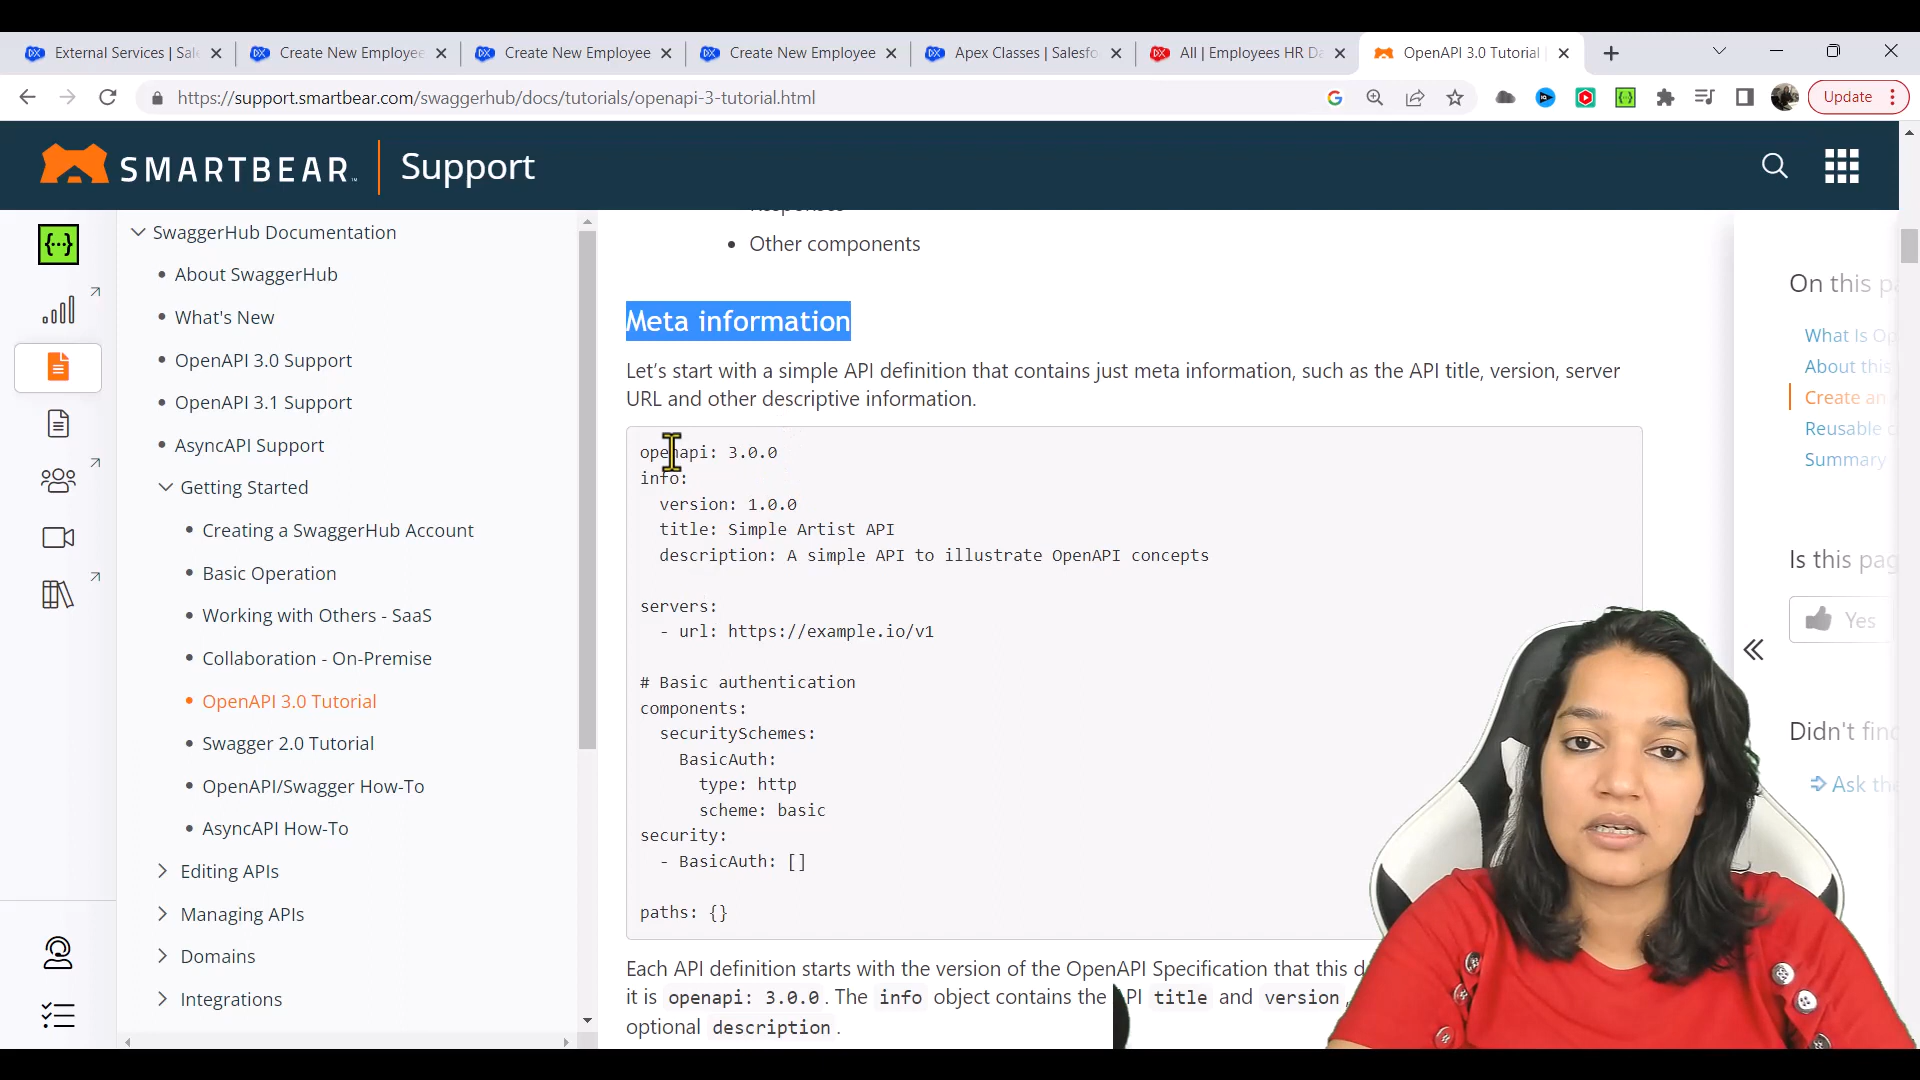 External Services | Sal
Create New Employee
Create New Employee
Create New Employee
Apex Classes | Salesfo
All | Employees HR Da
OpenAPI 3.0 Tutorial |
https://support.smartbear.com/swaggerhub/docs/tutorials/openapi-3-tutorial.html
Update
SMARTBEAR
Support
SwaggerHub Documentation
About SwaggerHub
What's New
OpenAPI 3.0 Support
OpenAPI 3.1 Support
AsyncAPI Support
Getting Started
Creating a SwaggerHub Account
Basic Operation
Working with Others - SaaS
Collaboration - On-Premise
OpenAPI 3.0 Tutorial
Swagger 2.0 Tutorial
OpenAPI/Swagger How-To
AsyncAPI How-To
Editing APIs
Managing APIs
Domains
Integrations
Responses
• Other components
Meta information
Let's start with a simple API definition that contains just meta information, such as the API title, version, server
URL and other descriptive information.
openapi: 3.0.0
info:
version: 1.0.0
title: Simple Artist API
description: A simple API to illustrate OpenAPI concepts
servers:
- url: https://example.io/v1
# Basic authentication
components:
securitySchemes:
BasicAuth:
type: http
scheme: basic
security:
- BasicAuth: []
paths: {}
Each API definition starts with the version of the OpenAPI Specification that this d
it is openapi: 3.0.0. The info object contains the API title and version,
optional description.
On this pa
What Is Op
About this
Create an
Reusable c
Summary
Is this pag
Yes
Didn't find
Ask the